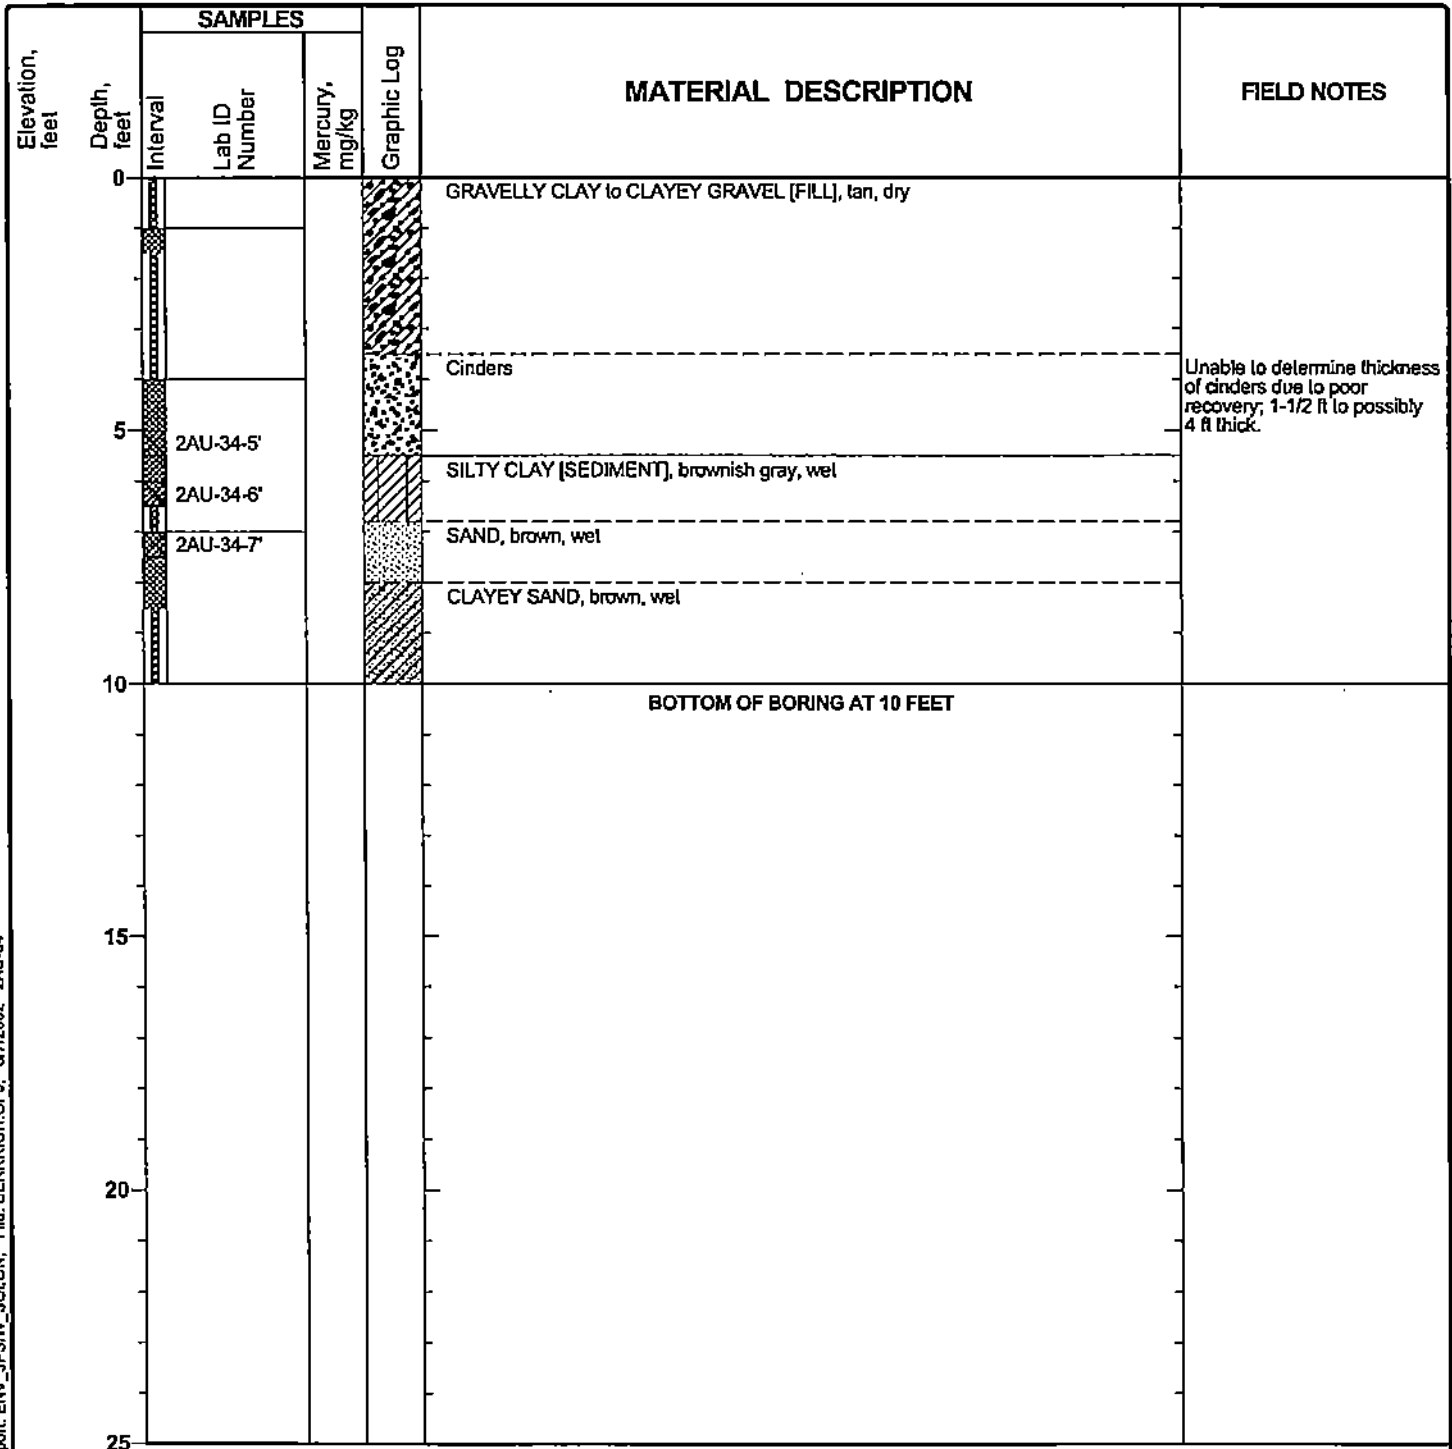 SAMPLES
Elevation,
feet
Depth,
feet
Interval
Lab ID
Number
Mercury,
mg/kg
Graphic Log
MATERIAL DESCRIPTION
FIELD NOTES
0
GRAVELLY CLAY to CLAYEY GRAVEL [FILL], tan, dry
Cinders
Unable to determine thickness
of cinders due to poor
recovery; 1-1/2 ft to possibly
4 ft thick.
5
2AU-34-5'
SILTY CLAY [SEDIMENT], brownish gray, wet
2AU-34-6'
SAND, brown, wet
2AU-34-7'
CLAYEY SAND, brown, wet
10
BOTTOM OF BORING AT 10 FEET
15
20
25